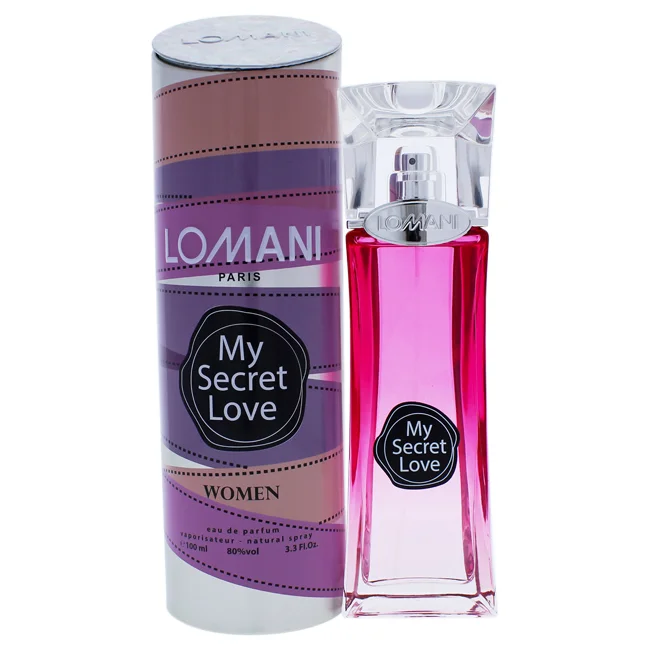 LOMANI
LOMANI
PARIS
My
Secret
Love
WOMEN
eau de parfum
vaporisateur - natural spray
℮100 ml 80%vol 3.3 Fl.Oz.
LOMANI
My
Secret
Love